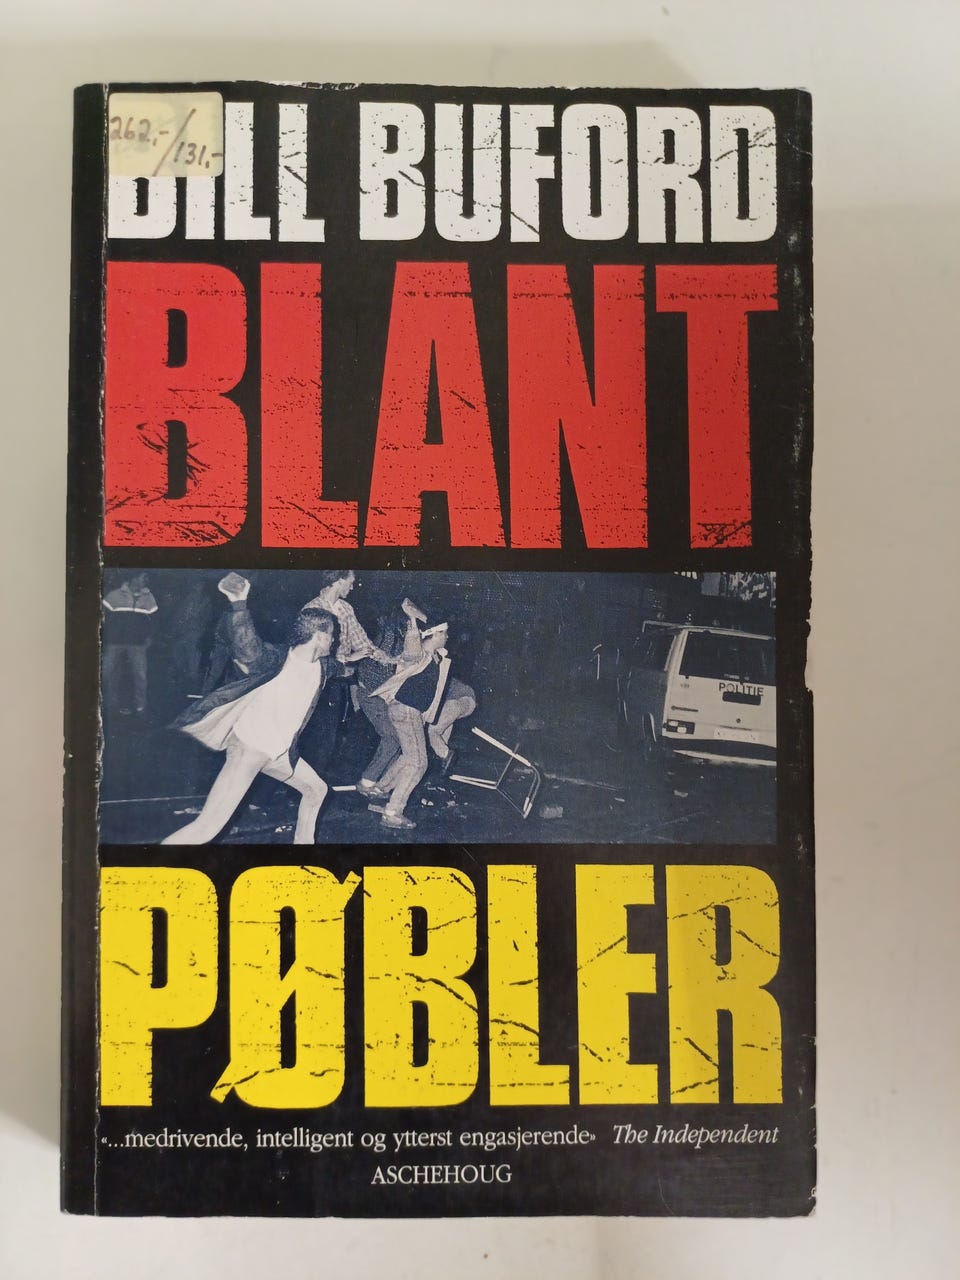 262,-/131,-
BILL BUFORD
BLANT
POLITIE
PØBLER
«...medrivende, intelligent og ytterst engasjerende» The Independent
ASCHEHOUG